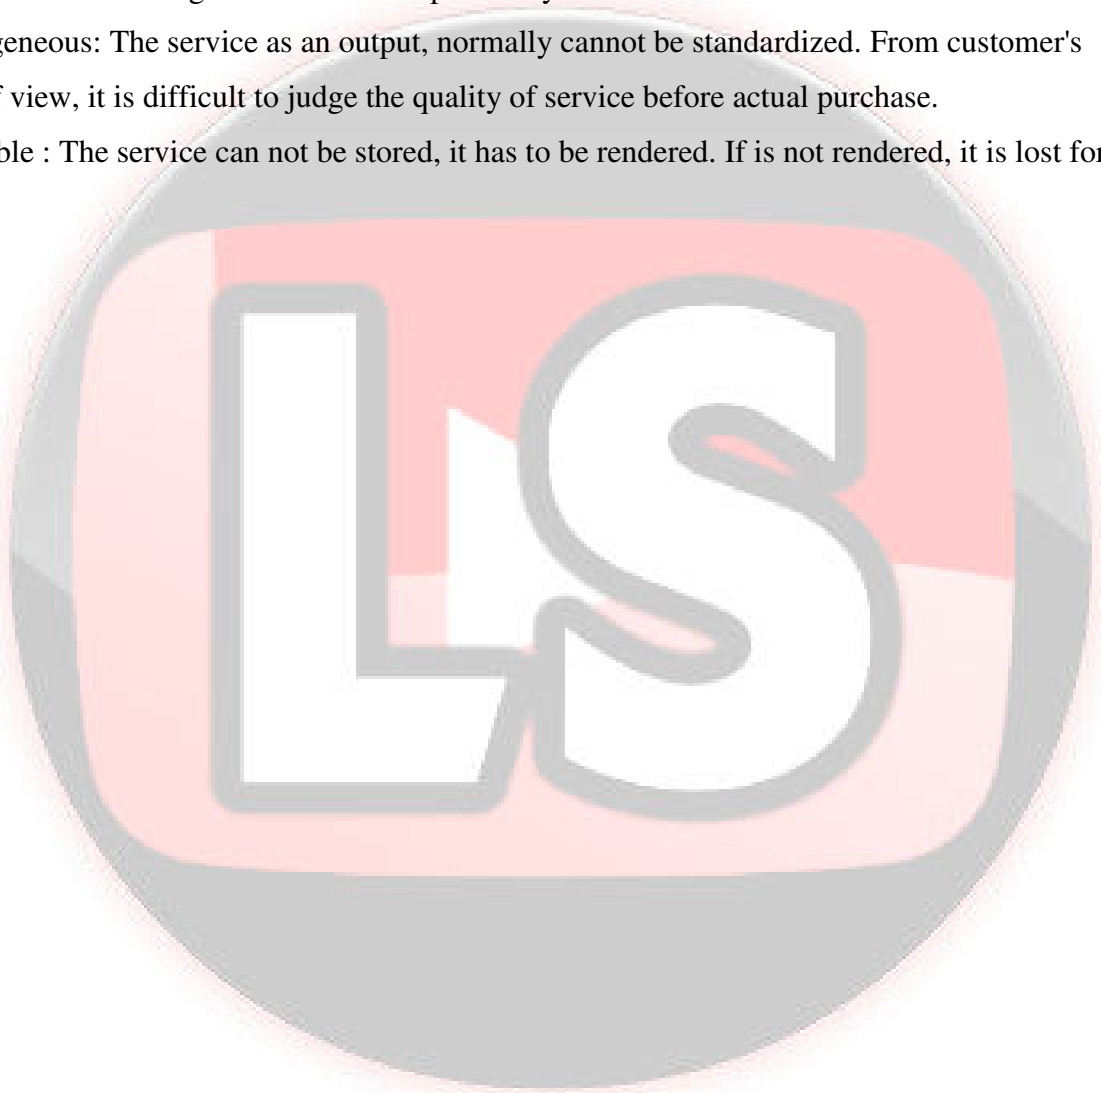 geneous: The service as an output, normally cannot be standardized. From customer's
f view, it is difficult to judge the quality of service before actual purchase.
ble : The service can not be stored, it has to be rendered. If is not rendered, it is lost for
LS